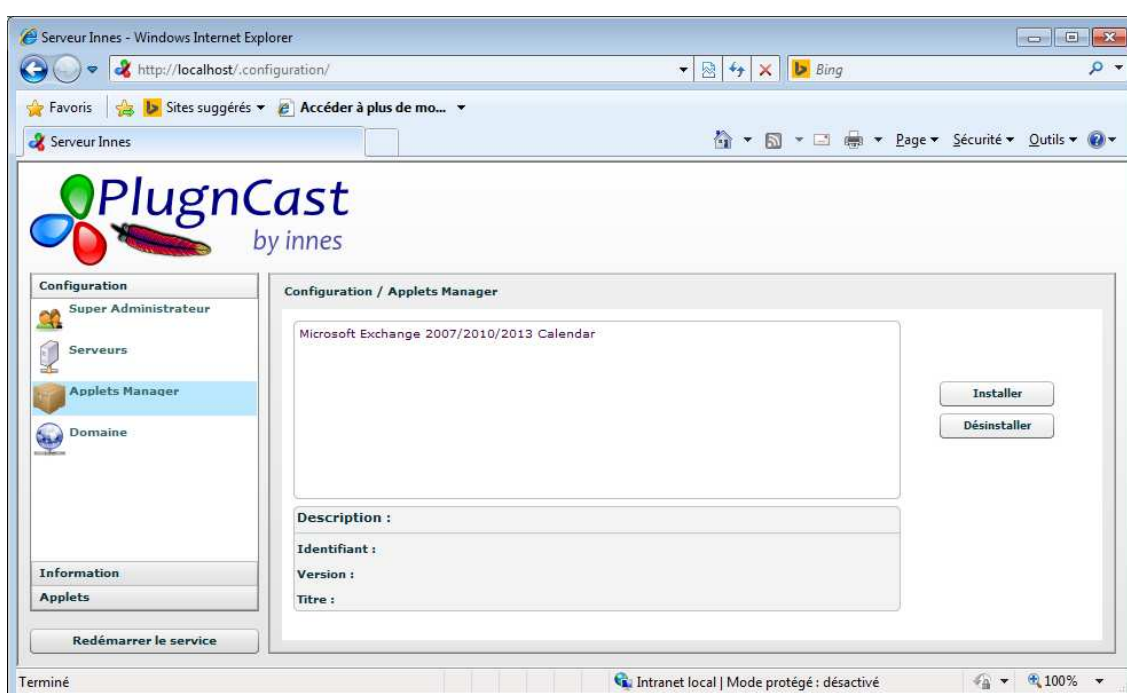 Serveur Innes - Windows Internet Explorer
http://localhost/.configuration/
Bing
Favoris
Sites suggérés
Accéder à plus de mo...
Serveur Innes
Page
Sécurité
Outils
PlugnCast
by innes
Configuration
Super Administrateur
Serveurs
Applets Manager
Domaine
Information
Applets
Redémarrer le service
Configuration / Applets Manager
Microsoft Exchange 2007/2010/2013 Calendar
Installer
Désinstaller
Description :
Identifiant :
Version :
Titre :
Terminé
Intranet local | Mode protégé : désactivé
100%